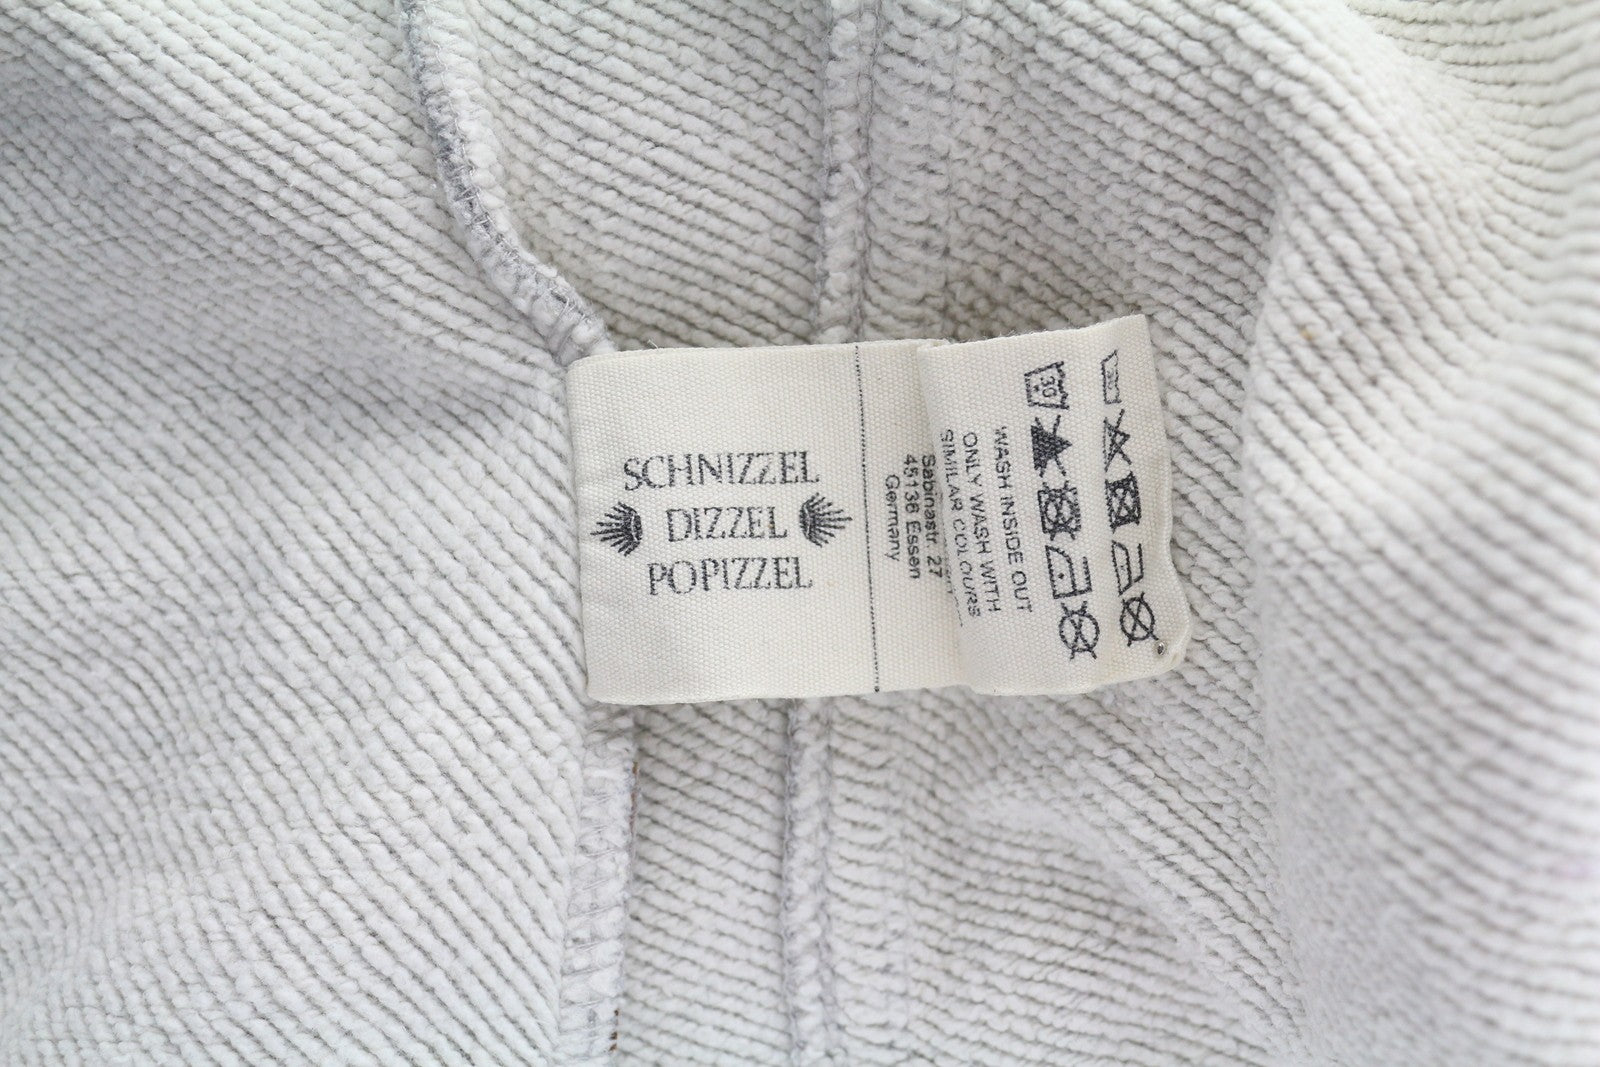 SCHNIZZEL
DIZZEL
POPIZZEL
Sabinastr. 27
45136 Essen
Germany
30
WASH INSIDE OUT
ONLY WASH WITH
SIMILAR COLOURS